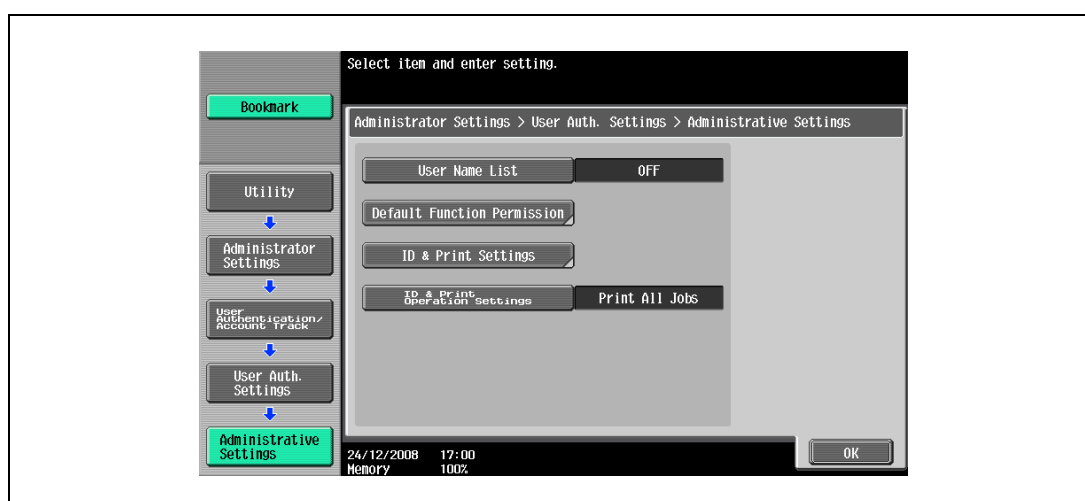 Select item and enter setting.
Bookmark
Administrator Settings > User Auth. Settings > Administrative Settings
User Name List
OFF
Utility
Default Function Permission
Administrator
Settings
ID & Print Settings
ID & Print
Operation Settings
Print All Jobs
User
Authentication/
Account Track
User Auth.
Settings
Administrative
Settings
OK
24/12/2008 17:00
Memory 100%